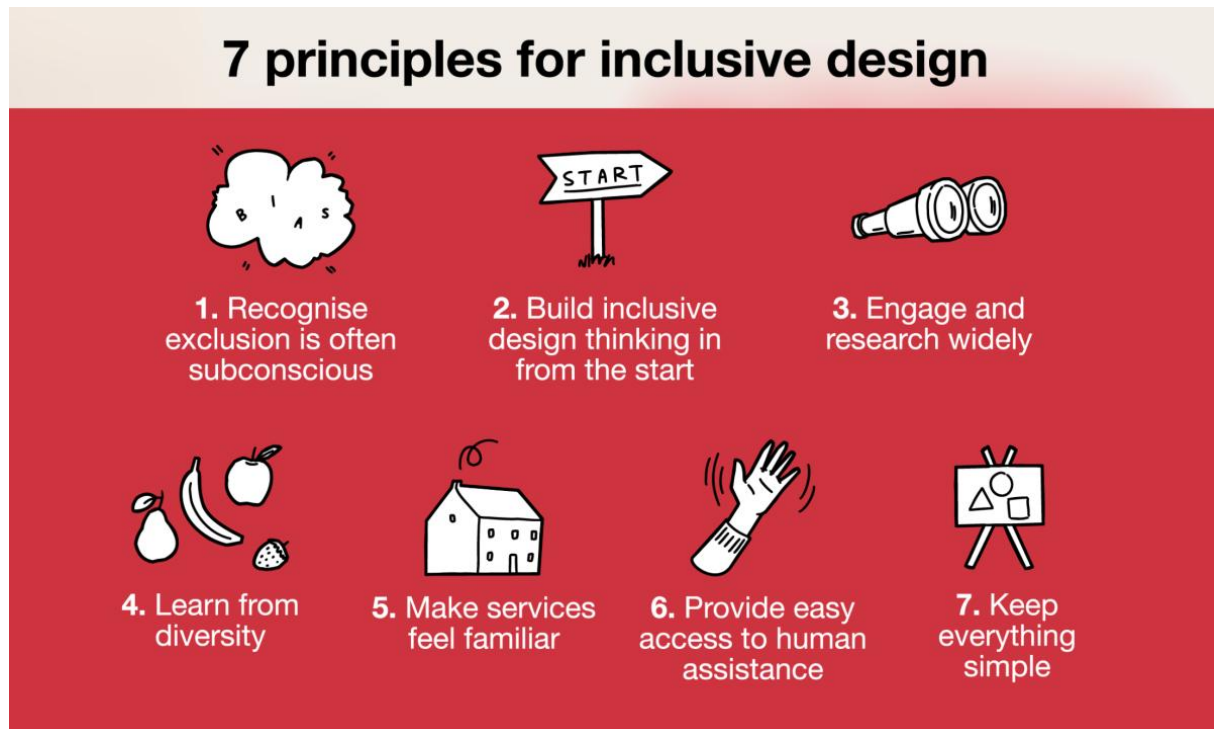 7 principles for inclusive design
BIAS
START
1. Recognise
exclusion is often
subconscious
2. Build inclusive
design thinking in
from the start
3. Engage and
research widely
4. Learn from
diversity
5. Make services
feel familiar
6. Provide easy
access to human
assistance
7. Keep
everything
simple